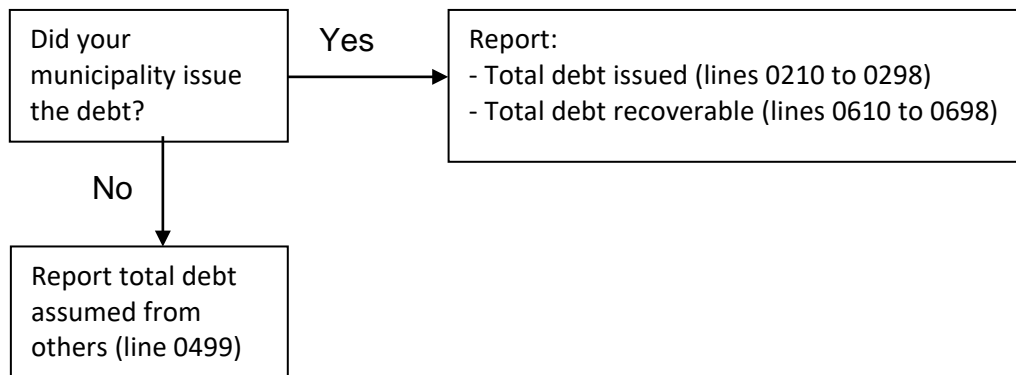 Did your
municipality issue
the debt?
Yes
Report:
- Total debt issued (lines 0210 to 0298)
- Total debt recoverable (lines 0610 to 0698)
No
Report total debt
assumed from
others (line 0499)